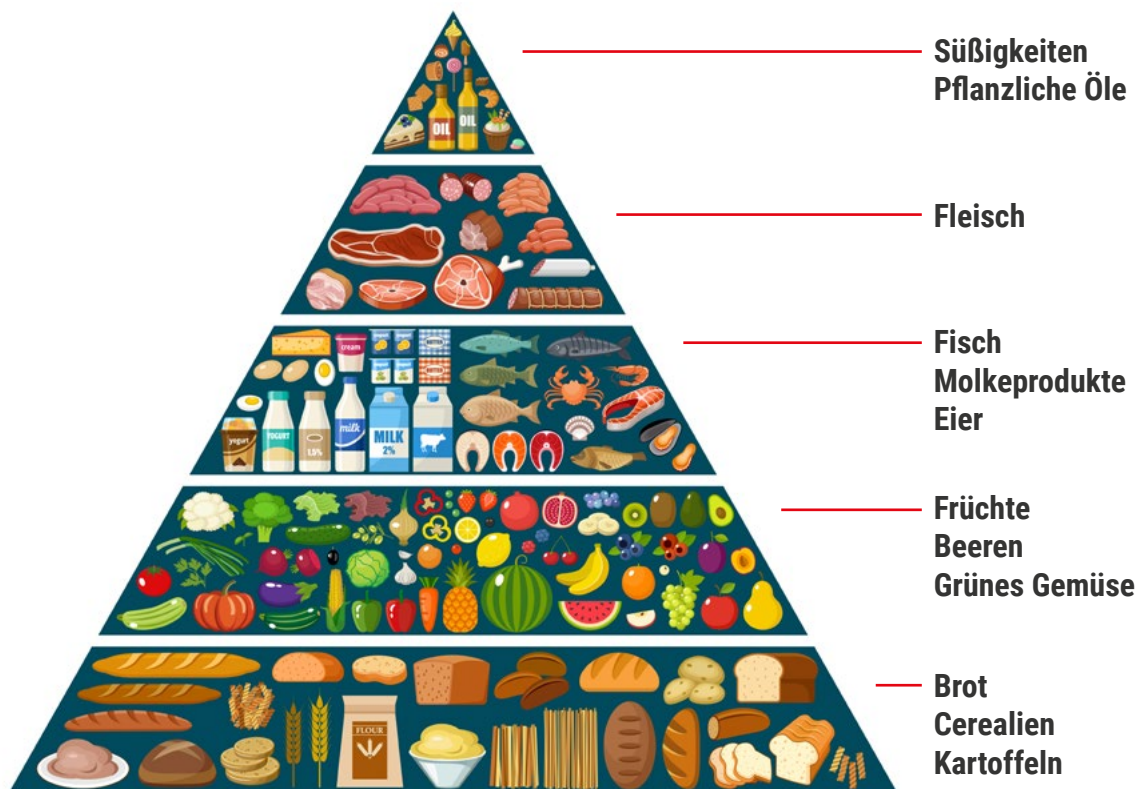 Süßigkeiten
Pflanzliche Öle
OIL
OIL
Fleisch
Fisch
Molkeprodukte
Eier
cream
yogurt
YOGURT
1,5%
milk
MILK
2%
Früchte
Beeren
Grünes Gemüse
Brot
Cerealien
Kartoffeln
FLOUR